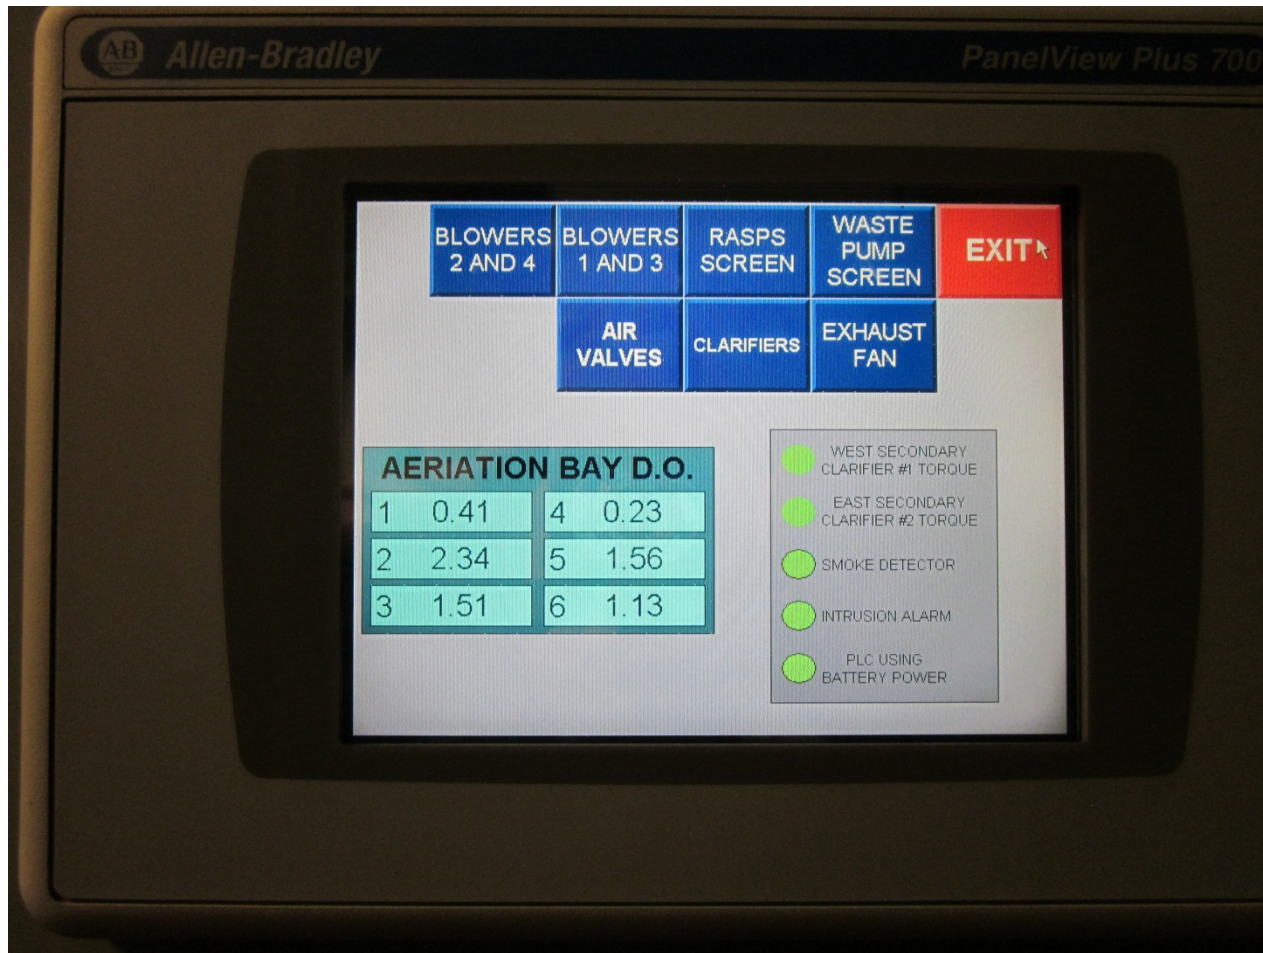 AB Allen-Bradley
PanelView Plus 700
BLOWERS
2 AND 4
BLOWERS
1 AND 3
RASPS
SCREEN
WASTE
PUMP
SCREEN
EXIT
AIR
VALVES
CLARIFIERS
EXHAUST
FAN
AERIATION BAY D.O.
1 0.41
4 0.23
2 2.34
5 1.56
3 1.51
6 1.13
WEST SECONDARY
CLARIFIER #1 TORQUE
EAST SECONDARY
CLARIFIER #2 TORQUE
SMOKE DETECTOR
INTRUSION ALARM
PLC USING
BATTERY POWER